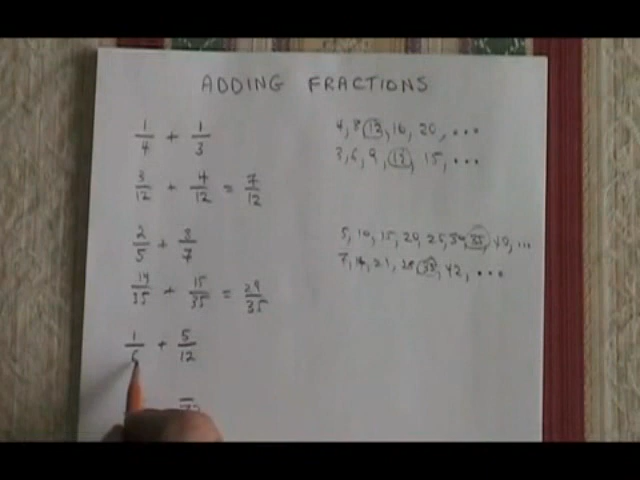 ADDING FRACTIONS
1/4 + 1/3
4, 8, 12, 16, 20, ...
3, 6, 9, 12, 15, ...
3/12 + 4/12 = 7/12
2/5 + 3/7
5, 10, 15, 20, 25, 30, 35, 40, ...
7, 14, 21, 28, 35, 42, ...
14/35 + 15/35 = 29/35
1/6 + 5/12